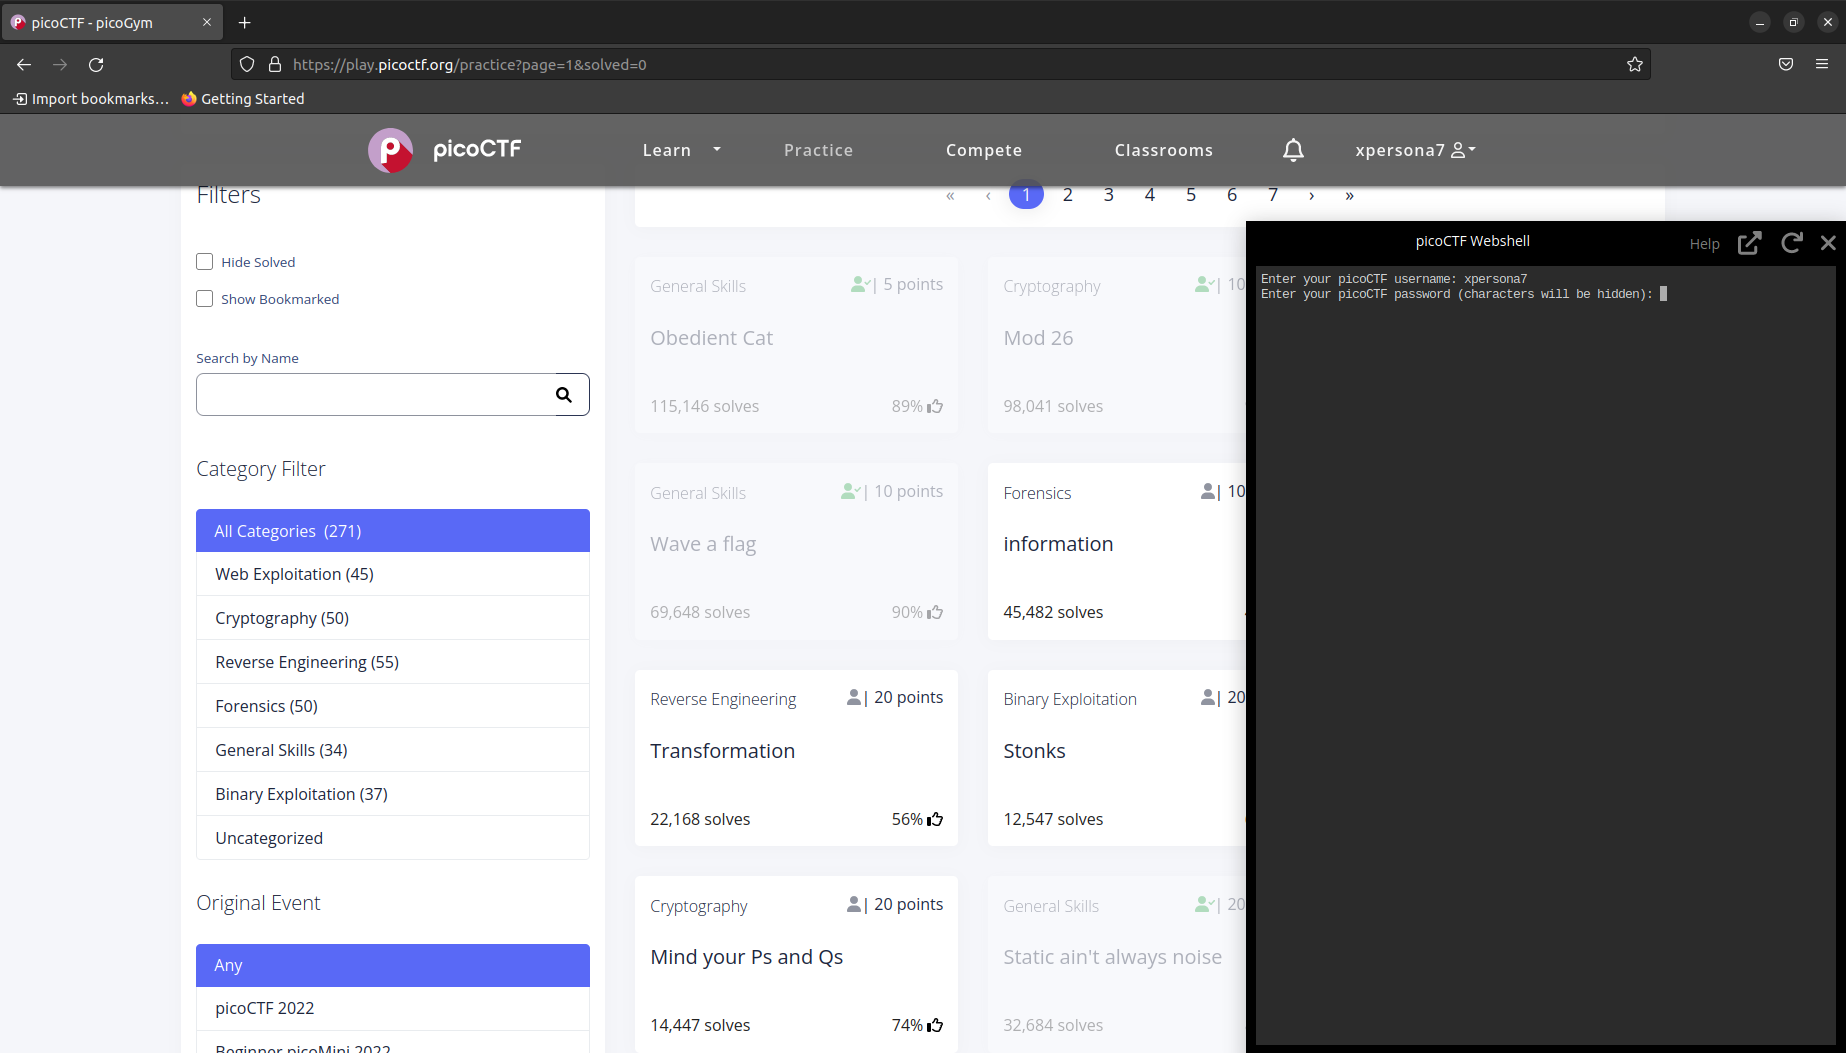 picoCTF - picoGym
https://play.picoctf.org/practice?page=1&solved=0
Import bookmarks…
Getting Started
picoCTF
Learn
Practice
Compete
Classrooms
xpersona7
Filters
Hide Solved
Show Bookmarked
Search by Name
Category Filter
All Categories (271)
Web Exploitation (45)
Cryptography (50)
Reverse Engineering (55)
Forensics (50)
General Skills (34)
Binary Exploitation (37)
Uncategorized
Original Event
Any
picoCTF 2022
Beginner picoMini 2022
« ‹ 1 2 3 4 5 6 7 › »
General Skills | 5 points
Obedient Cat
115,146 solves 89%
Cryptography | 10
Mod 26
98,041 solves
General Skills | 10 points
Wave a flag
69,648 solves 90%
Forensics | 10
information
45,482 solves
Reverse Engineering | 20 points
Transformation
22,168 solves 56%
Binary Exploitation | 20
Stonks
12,547 solves
Cryptography | 20 points
Mind your Ps and Qs
14,447 solves 74%
General Skills | 20
Static ain't always noise
32,684 solves
picoCTF Webshell
Help
Enter your picoCTF username: xpersona7
Enter your picoCTF password (characters will be hidden):